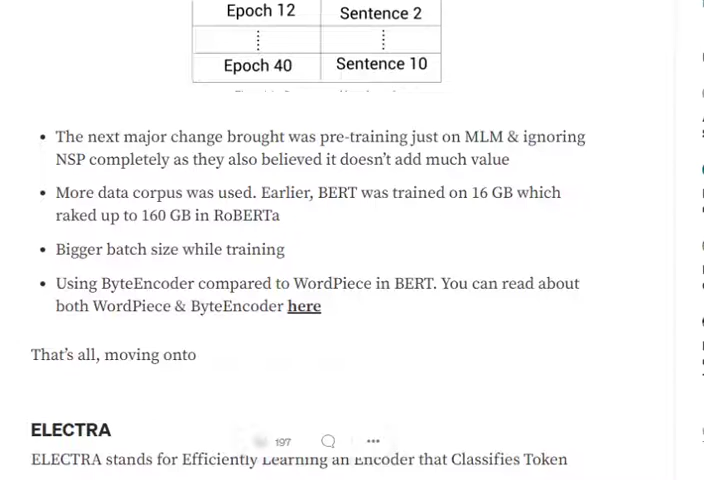 Epoch 12 Sentence 2
Epoch 40 Sentence 10
• The next major change brought was pre-training just on MLM & ignoring
NSP completely as they also believed it doesn't add much value
• More data corpus was used. Earlier, BERT was trained on 16 GB which
raked up to 160 GB in RoBERTa
• Bigger batch size while training
• Using ByteEncoder compared to WordPiece in BERT. You can read about
both WordPiece & ByteEncoder here
That's all, moving onto
ELECTRA
197
ELECTRA stands for Efficiently Learning an Encoder that Classifies Token